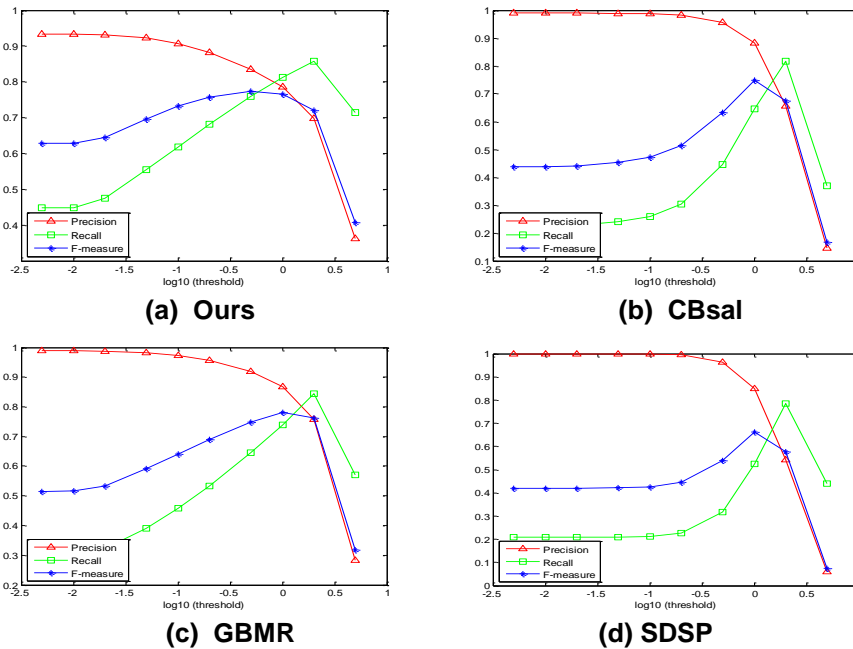 1
0.9
0.8
0.7
0.6
0.5
0.4
Precision
Recall
F-measure
-2.5 -2 -1.5 -1 -0.5 0 0.5 1
log10 (threshold)
(a) Ours
1
0.9
0.8
0.7
0.6
0.5
0.4
0.3
0.2
0.1
Precision
Recall
F-measure
-2.5 -2 -1.5 -1 -0.5 0 0.5
log10 (threshold)
(b) CBsal
1
0.9
0.8
0.7
0.6
0.5
0.4
0.3
0.2
Precision
Recall
F-measure
-2.5 -2 -1.5 -1 -0.5 0 0.5 1
log10 (threshold)
(c) GBMR
1
0.9
0.8
0.7
0.6
0.5
0.4
0.3
0.2
0.1
0
Precision
Recall
F-measure
-2.5 -2 -1.5 -1 -0.5 0 0.5
log10 (threshold)
(d) SDSP